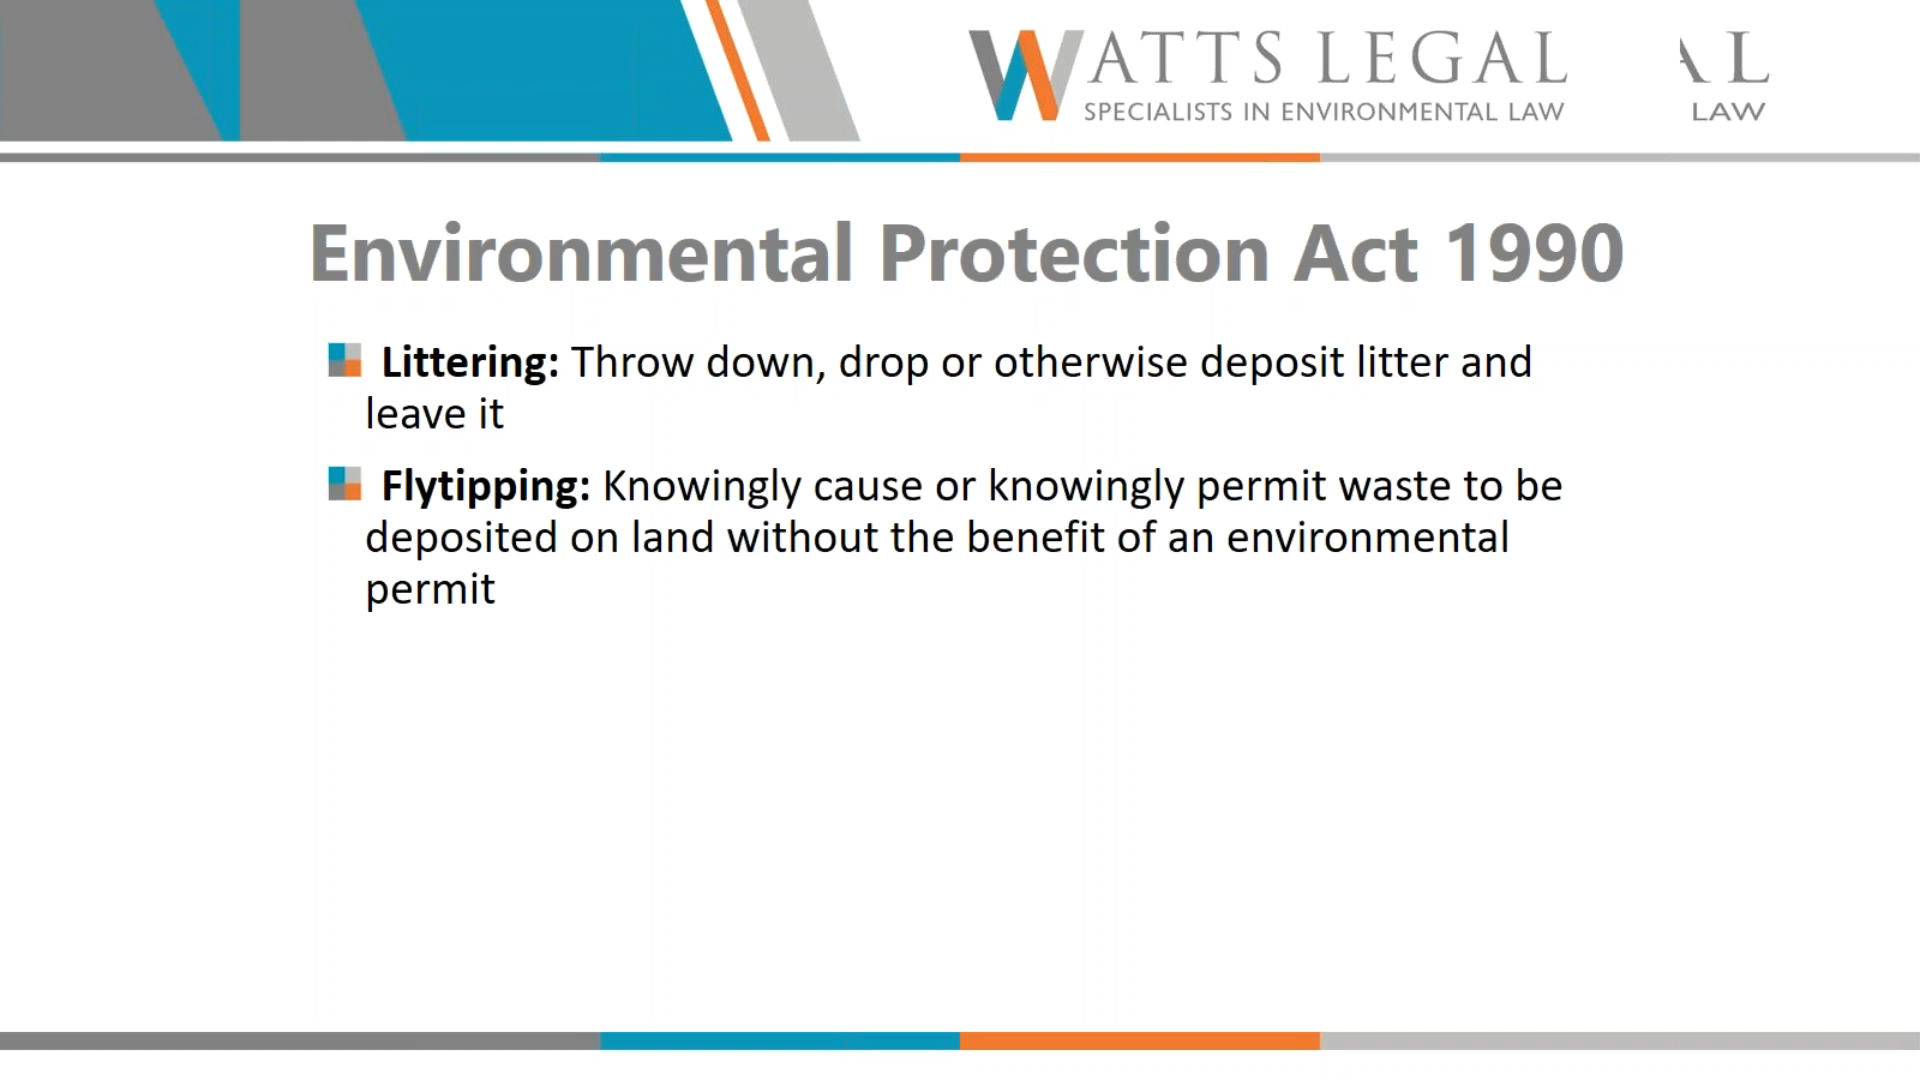 WATTS LEGAL
AL
SPECIALISTS IN ENVIRONMENTAL LAW
LAW
Environmental Protection Act 1990
Littering: Throw down, drop or otherwise deposit litter and
leave it
Flytipping: Knowingly cause or knowingly permit waste to be
deposited on land without the benefit of an environmental
permit